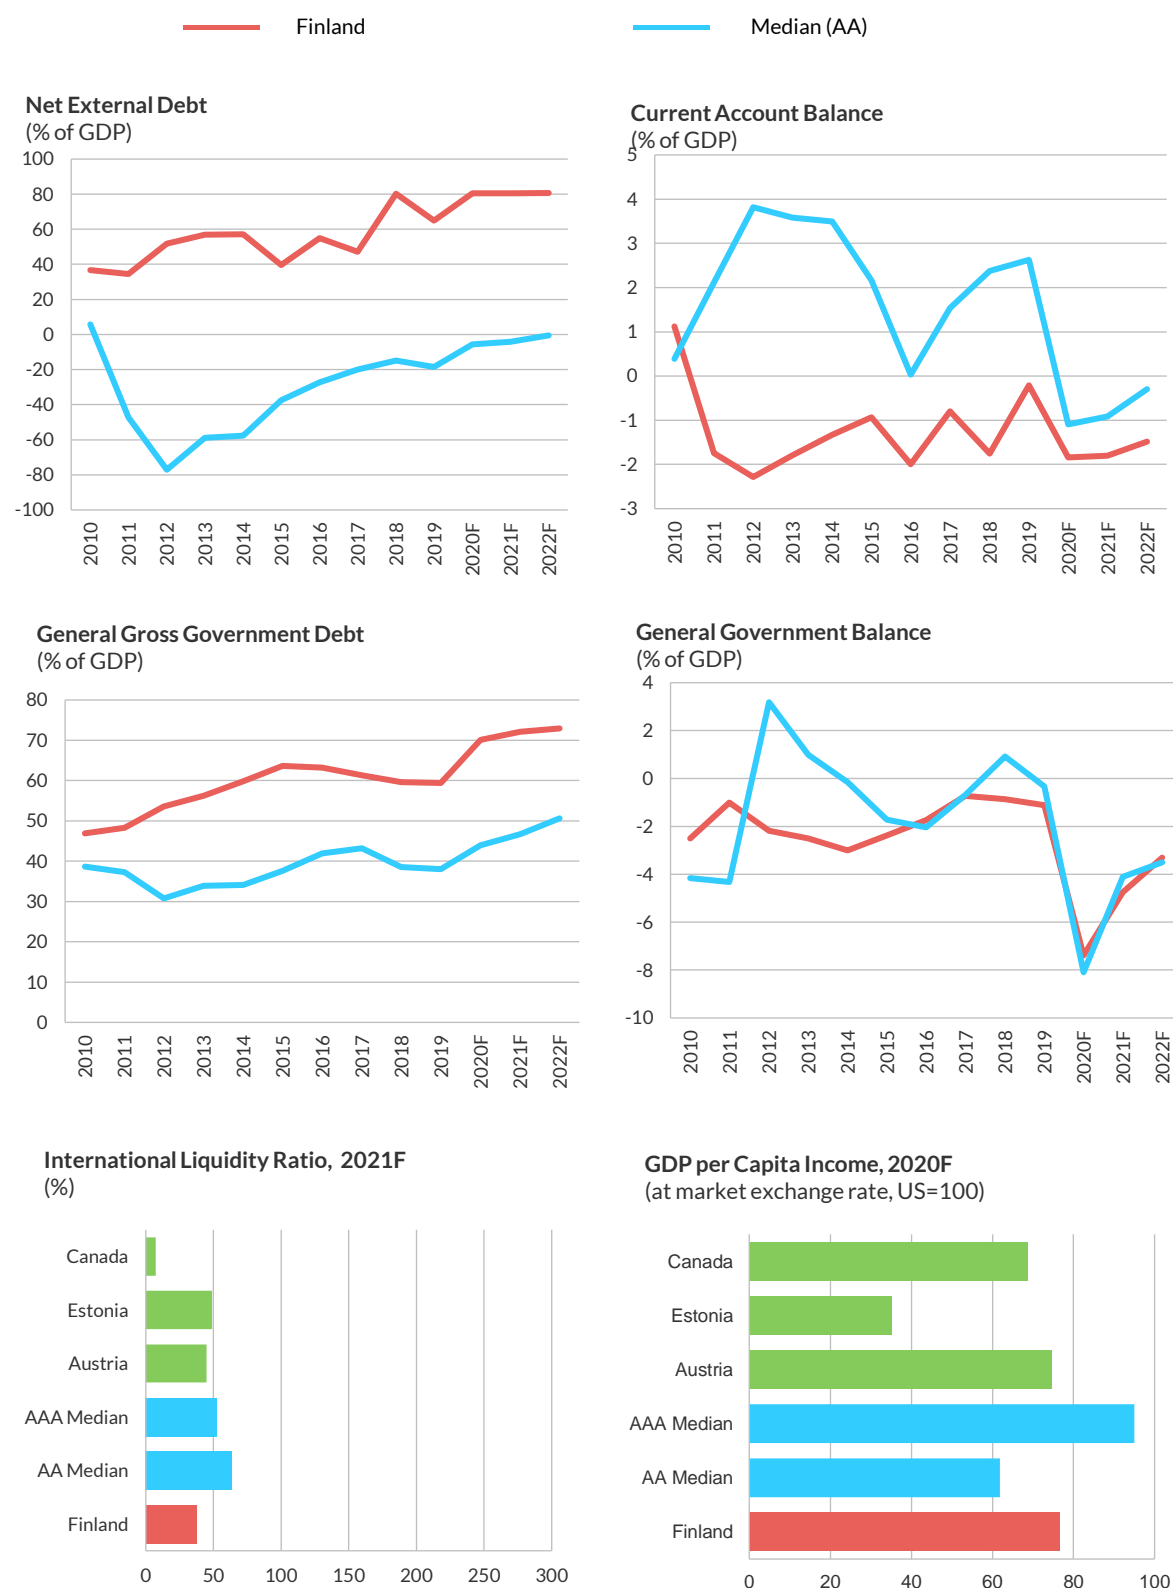 Finland
Median (AA)
Net External Debt
(% of GDP)
100
80
60
40
20
0
-20
-40
-60
-80
-100
2010
2011
2012
2013
2014
2015
2016
2017
2018
2019
2020F
2021F
2022F
Current Account Balance
(% of GDP)
5
4
3
2
1
0
-1
-2
-3
2010
2011
2012
2013
2014
2015
2016
2017
2018
2019
2020F
2021F
2022F
General Gross Government Debt
(% of GDP)
80
70
60
50
40
30
20
10
0
2010
2011
2012
2013
2014
2015
2016
2017
2018
2019
2020F
2021F
2022F
General Government Balance
(% of GDP)
4
2
0
-2
-4
-6
-8
-10
2010
2011
2012
2013
2014
2015
2016
2017
2018
2019
2020F
2021F
2022F
International Liquidity Ratio, 2021F
(%)
Canada
Estonia
Austria
AAA Median
AA Median
Finland
0 50 100 150 200 250 300
GDP per Capita Income, 2020F
(at market exchange rate, US=100)
Canada
Estonia
Austria
AAA Median
AA Median
Finland
0 20 40 60 80 100